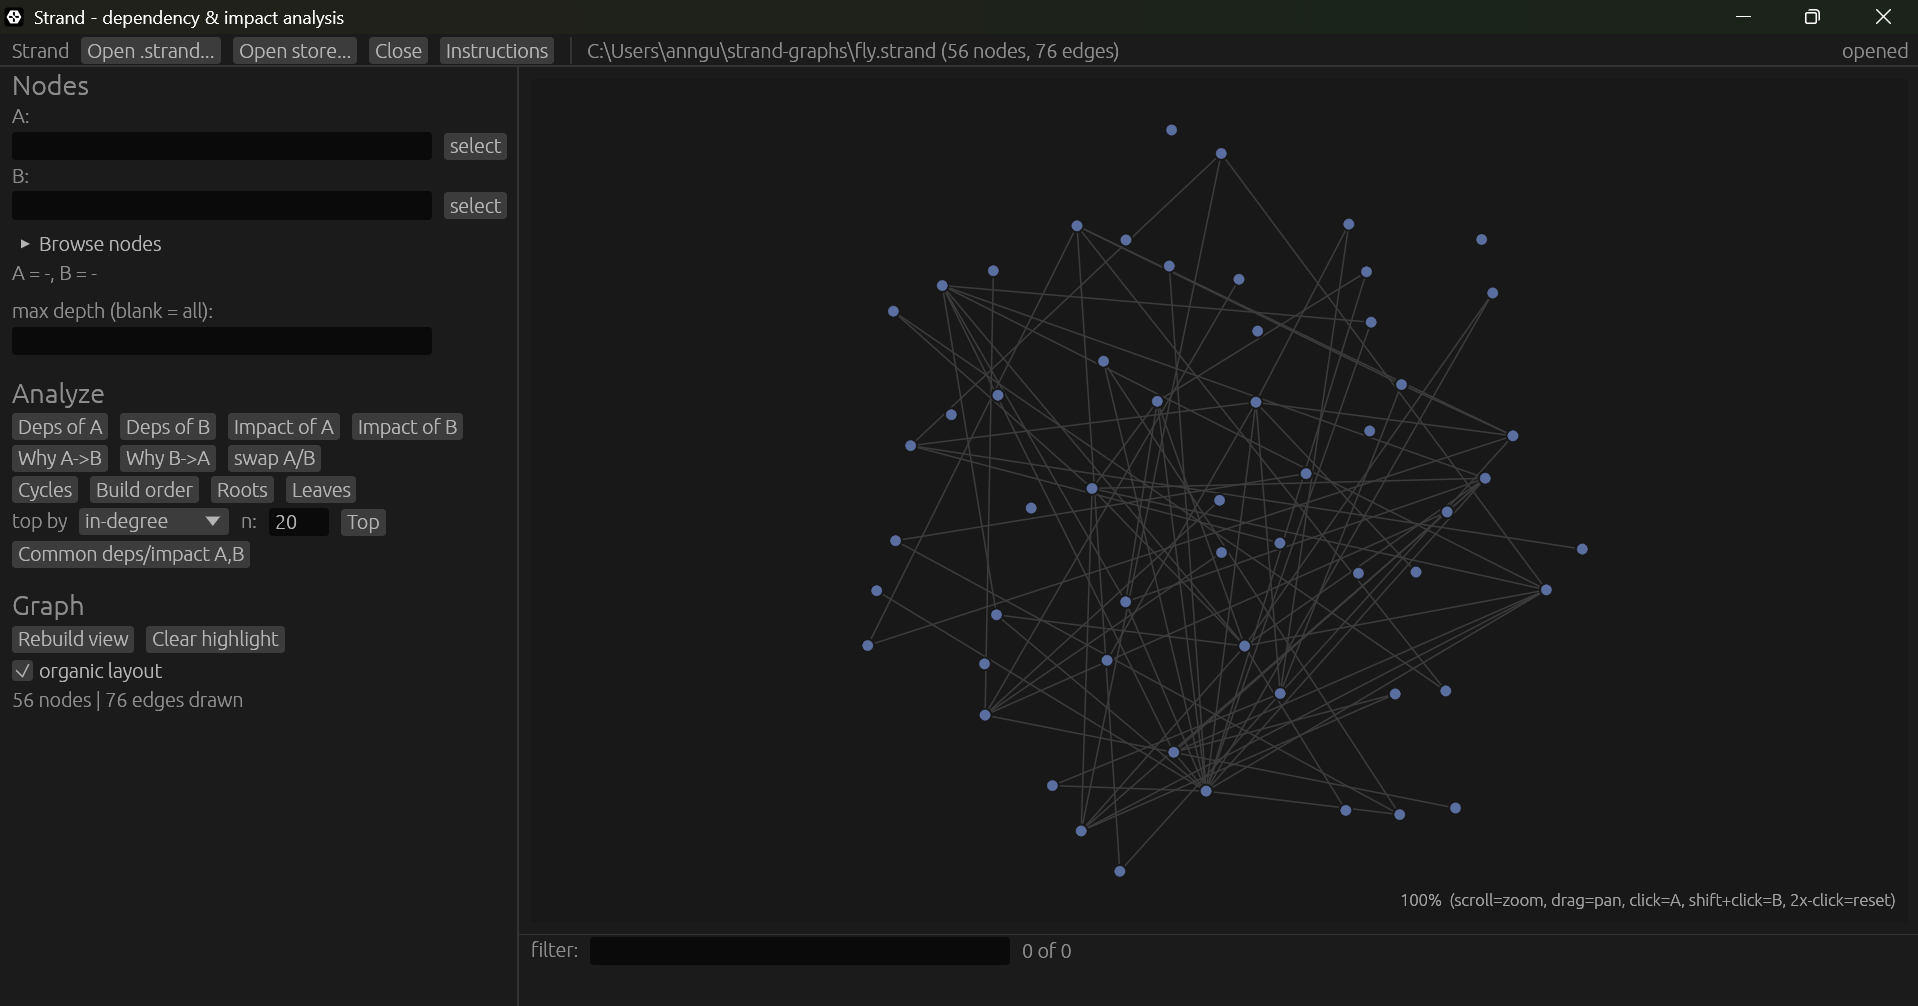 Strand - dependency & impact analysis
Strand Open .strand... Open store... Close Instructions C:\Users\anngu\strand-graphs\fly.strand (56 nodes, 76 edges) opened
Nodes
A:
select
B:
select
Browse nodes
A = -, B = -
max depth (blank = all):
Analyze
Deps of A Deps of B Impact of A Impact of B
Why A->B Why B->A swap A/B
Cycles Build order Roots Leaves
top by in-degree n: 20 Top
Common deps/impact A,B
Graph
Rebuild view Clear highlight
organic layout
56 nodes | 76 edges drawn
100% (scroll=zoom, drag=pan, click=A, shift+click=B, 2x-click=reset)
filter: 0 of 0